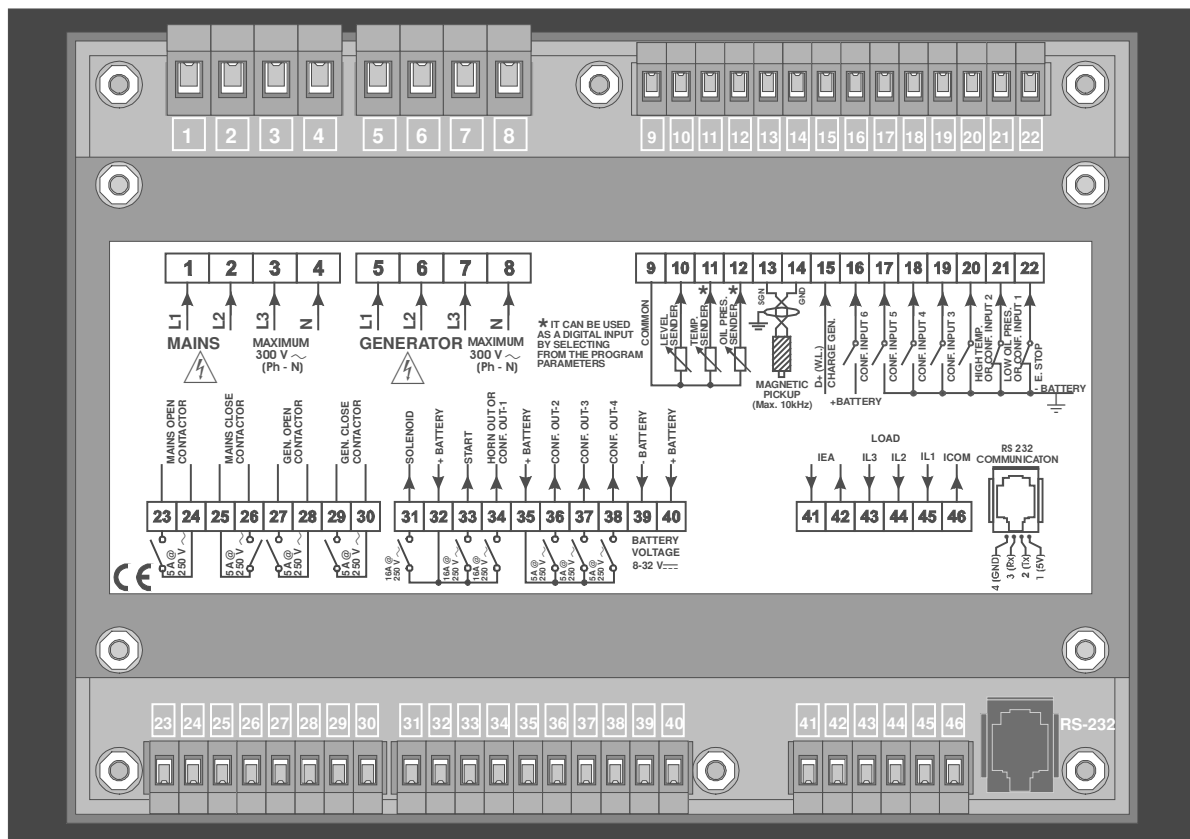 1 2 3 4 5 6 7 8 9 10 11 12 13 14 15 16 17 18 19 20 21 22
1 2 3 4 5 6 7 8 9 10 11 12 13 14 15 16 17 18 19 20 21 22
L1 L2 L3 N
MAINS
MAXIMUM
300 V ~
(Ph - N)
L1 L2 L3 N
GENERATOR
MAXIMUM
300 V ~
(Ph - N)
* IT CAN BE USED
AS A DIGITAL INPUT
BY SELECTING
FROM THE PROGRAM
PARAMETERS
COMMON
LEVEL
SENDER
TEMP.
SENDER *
OIL PRES.
SENDER *
SGN
GND
MAGNETIC
PICKUP
(Max. 10kHz)
D+ (W.L.)
CHARGE GEN.
CONF. INPUT 6
+BATTERY
CONF. INPUT 5
CONF. INPUT 4
CONF. INPUT 3
HIGH TEMP.
OR CONF. INPUT 2
LOW OIL PRES.
OR CONF. INPUT 1
E. STOP
- BATTERY
MAINS OPEN
CONTACTOR
MAINS CLOSE
CONTACTOR
GEN. OPEN
CONTACTOR
GEN. CLOSE
CONTACTOR
SOLENOID
+ BATTERY
START
HORN OUT OR
CONF. OUT-1
+ BATTERY
CONF. OUT-2
CONF. OUT-3
CONF. OUT-4
- BATTERY
+ BATTERY
LOAD
IEA IL3 IL2 IL1 ICOM
RS 232
COMMUNICATON
23 24 25 26 27 28 29 30 31 32 33 34 35 36 37 38 39 40 41 42 43 44 45 46
5A @
250 V ~
5A @
250 V ~
5A @
250 V ~
5A @
250 V ~
16A @
250 V ~
16A @
250 V ~
5A @
250 V ~
5A @
250 V ~
5A @
250 V ~
5A @
250 V ~
BATTERY
VOLTAGE
8-32 V
4 (GND)
3 (Rx)
2 (Tx)
1 (5V)
CE
23 24 25 26 27 28 29 30 31 32 33 34 35 36 37 38 39 40 41 42 43 44 45 46
RS-232